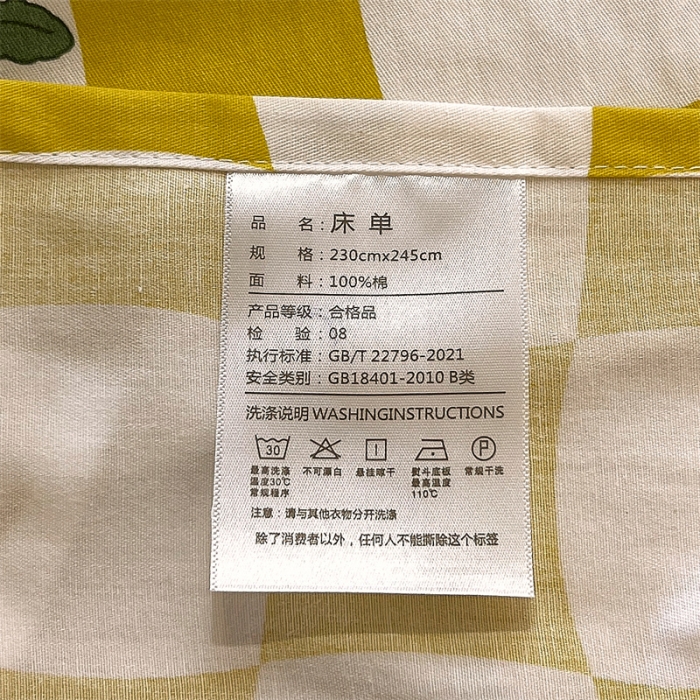 品 名：床 单
规 格：230cmx245cm
面 料：100%棉
产品等级：合格品
检 验：08
执行标准：GB/T 22796-2021
安全类别：GB18401-2010 B类
洗涤说明 WASHINGINSTRUCTIONS
30 P
最高洗涤温度30℃常规程序 不可漂白 悬挂晾干 熨斗底板最高温度110℃ 常规干洗
注意：请与其他衣物分开洗涤
除了消费者以外，任何人不能撕除这个标签